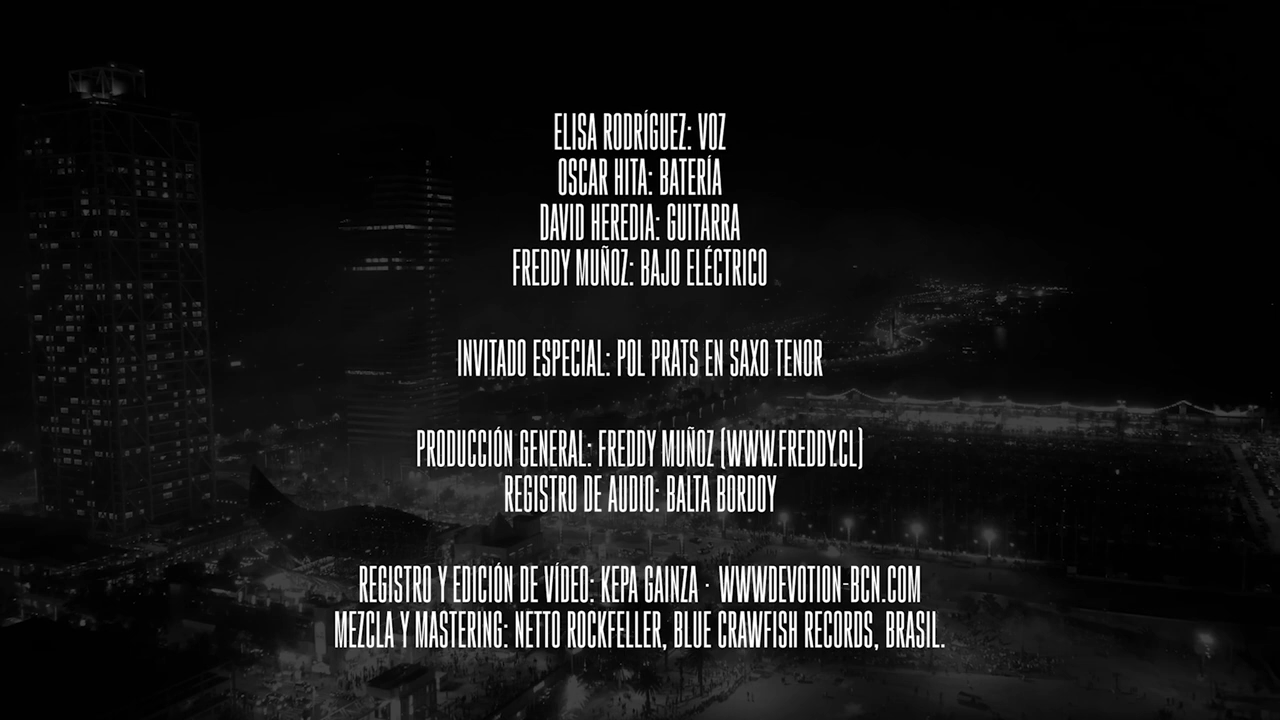 ELISA RODRÍGUEZ: VOZ
OSCAR HITA: BATERÍA
DAVID HEREDIA: GUITARRA
FREDDY MUÑOZ: BAJO ELÉCTRICO
INVITADO ESPECIAL: POL PRATS EN SAXO TENOR
PRODUCCIÓN GENERAL: FREDDY MUÑOZ (WWW.FREDDY.CL)
REGISTRO DE AUDIO: BALTA BORDOY
REGISTRO Y EDICIÓN DE VÍDEO: KEPA GAINZA · WWWDEVOTION-BCN.COM
MEZCLA Y MASTERING: NETTO ROCKFELLER, BLUE CRAWFISH RECORDS, BRASIL.